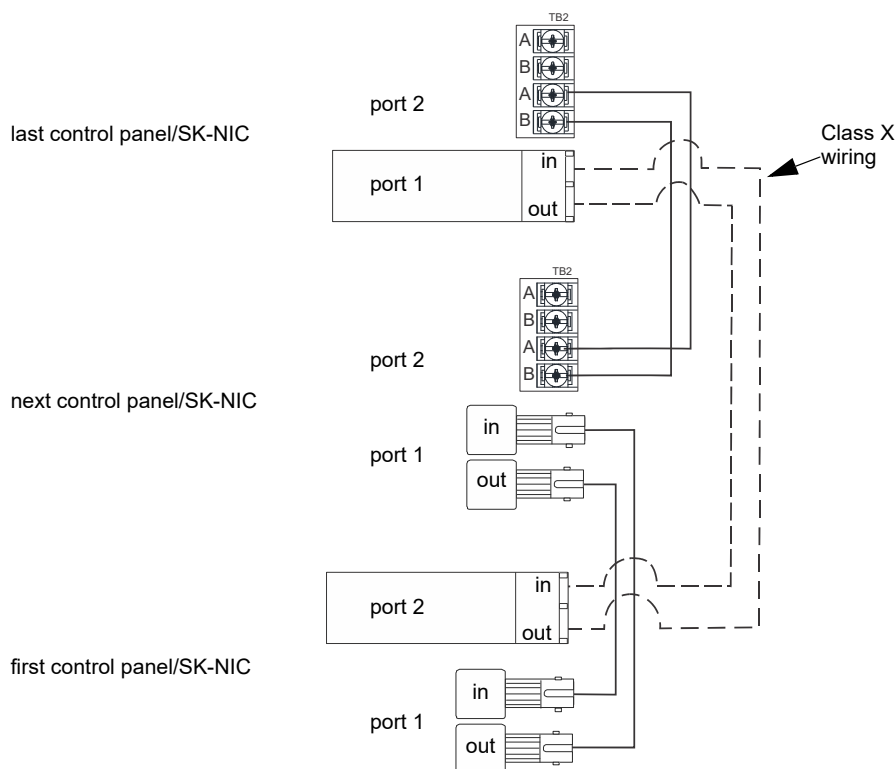 TB2
A
B
A
B
port 2
last control panel/SK-NIC
Class X
wiring
in
port 1
out
TB2
A
B
A
B
port 2
next control panel/SK-NIC
in
port 1
out
in
port 2
out
first control panel/SK-NIC
in
port 1
out